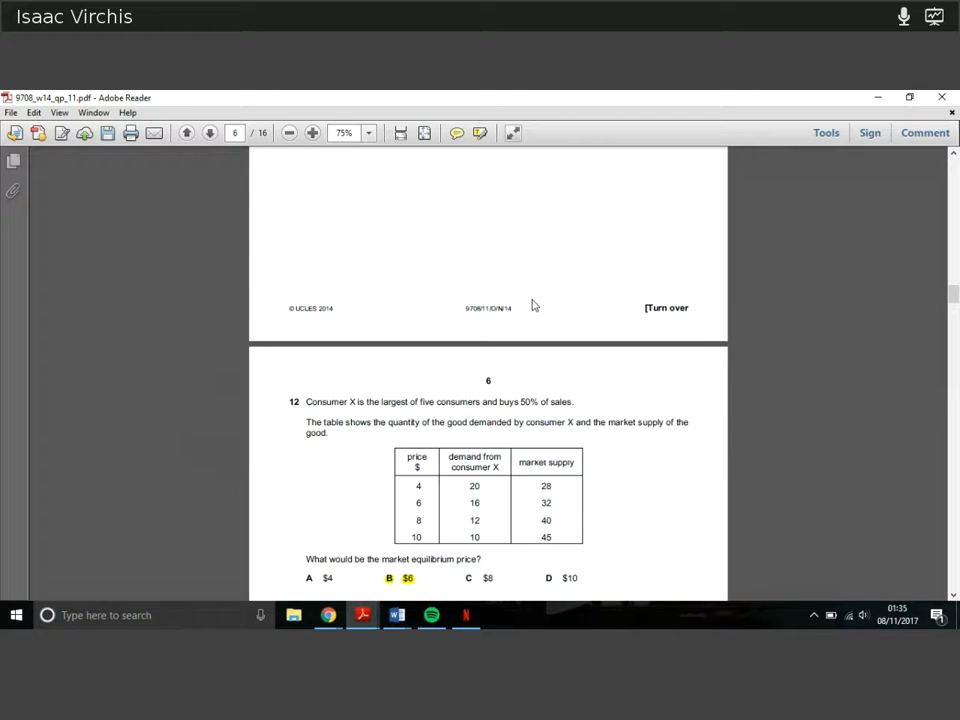 Isaac Virchis
9708_w14_qp_11.pdf - Adobe Reader
File Edit View Window Help
6 / 16 75% Tools Sign Comment
© UCLES 2014 9708/11/O/N/14 [Turn over
6
12 Consumer X is the largest of five consumers and buys 50% of sales.
The table shows the quantity of the good demanded by consumer X and the market supply of the
good.
price $ demand from consumer X market supply
4 20 28
6 16 32
8 12 40
10 10 45
What would be the market equilibrium price?
A $4 B $6 C $8 D $10
Type here to search
01:35
08/11/2017